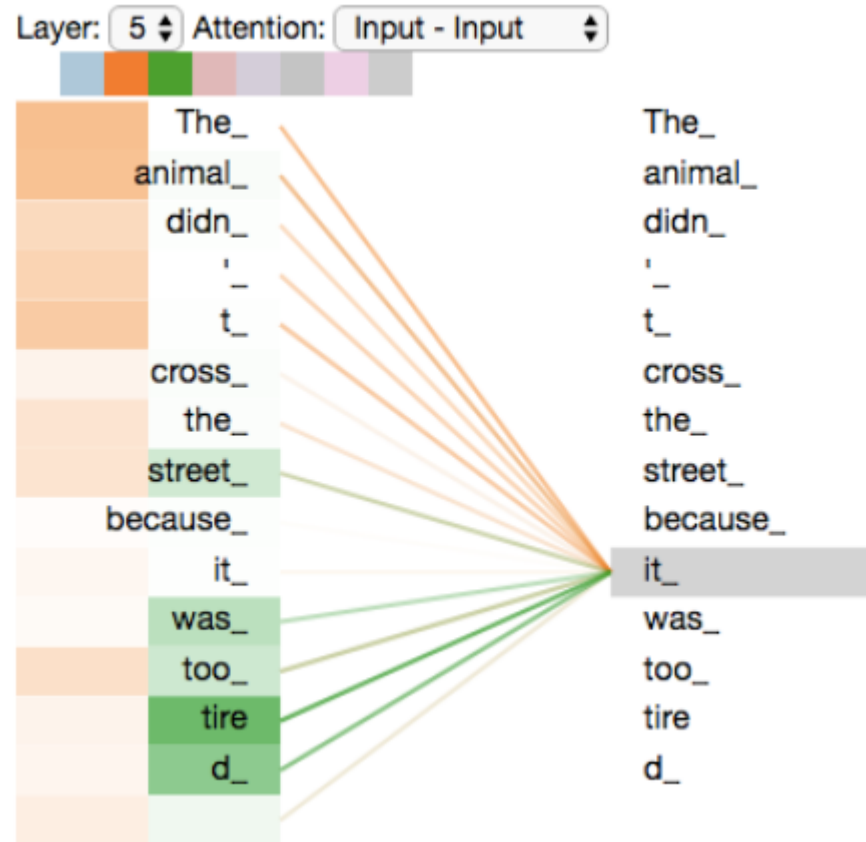 Layer: 5 Attention: Input - Input
The_ The_
animal_ animal_
didn_ didn_
'_ '_
t_ t_
cross_ cross_
the_ the_
street_ street_
because_ because_
it_ it_
was_ was_
too_ too_
tire tire
d_ d_